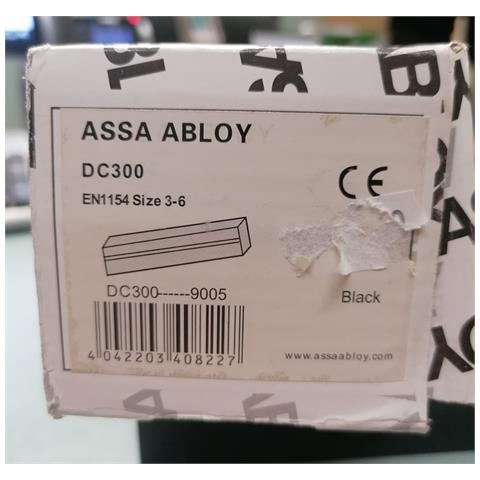 ASSA ABLOY
DC300
EN1154 Size 3-6
CE
DC300------9005
Black
4 042203 408227
www.assaabloy.com